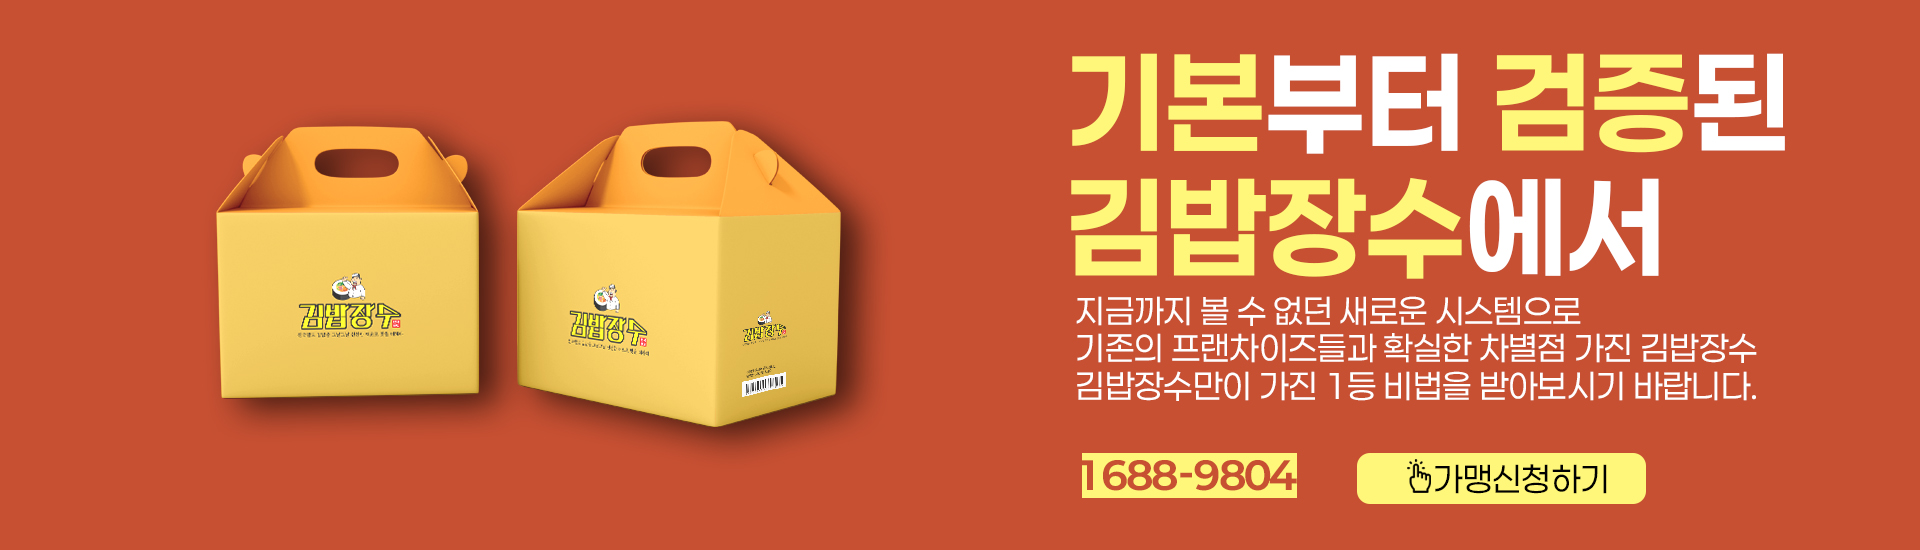 기본부터 검증된
김밥장수에서
지금까지 볼 수 없던 새로운 시스템으로
기존의 프랜차이즈들과 확실한 차별점 가진 김밥장수
김밥장수만이 가진 1등 비법을 받아보시기 바랍니다.
1688-9804
가맹신청하기
김밥장수
김밥장수
김밥장수